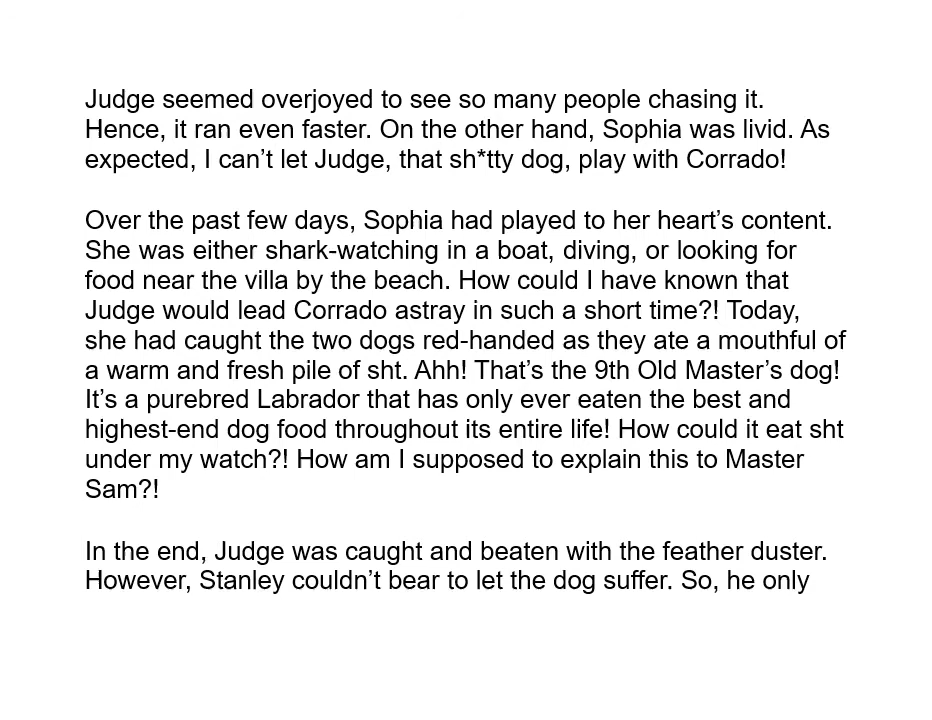 Judge seemed overjoyed to see so many people chasing it.
Hence, it ran even faster. On the other hand, Sophia was livid. As
expected, I can’t let Judge, that sh*tty dog, play with Corrado!
Over the past few days, Sophia had played to her heart’s content.
She was either shark-watching in a boat, diving, or looking for
food near the villa by the beach. How could I have known that
Judge would lead Corrado astray in such a short time?! Today,
she had caught the two dogs red-handed as they ate a mouthful of
a warm and fresh pile of sht. Ahh! That’s the 9th Old Master’s dog!
It’s a purebred Labrador that has only ever eaten the best and
highest-end dog food throughout its entire life! How could it eat sht
under my watch?! How am I supposed to explain this to Master
Sam?!
In the end, Judge was caught and beaten with the feather duster.
However, Stanley couldn’t bear to let the dog suffer. So, he only